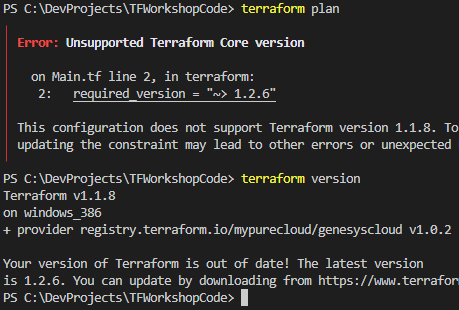 PS C:\DevProjects\TFWorkshopCode> terraform plan
Error: Unsupported Terraform Core version
on Main.tf line 2, in terraform:
2: required_version = "~> 1.2.6"
This configuration does not support Terraform version 1.1.8. To
updating the constraint may lead to other errors or unexpected
PS C:\DevProjects\TFWorkshopCode> terraform version
Terraform v1.1.8
on windows_386
+ provider registry.terraform.io/mypurecloud/genesyscloud v1.0.2
Your version of Terraform is out of date! The latest version
is 1.2.6. You can update by downloading from https://www.terrafor
PS C:\DevProjects\TFWorkshopCode>